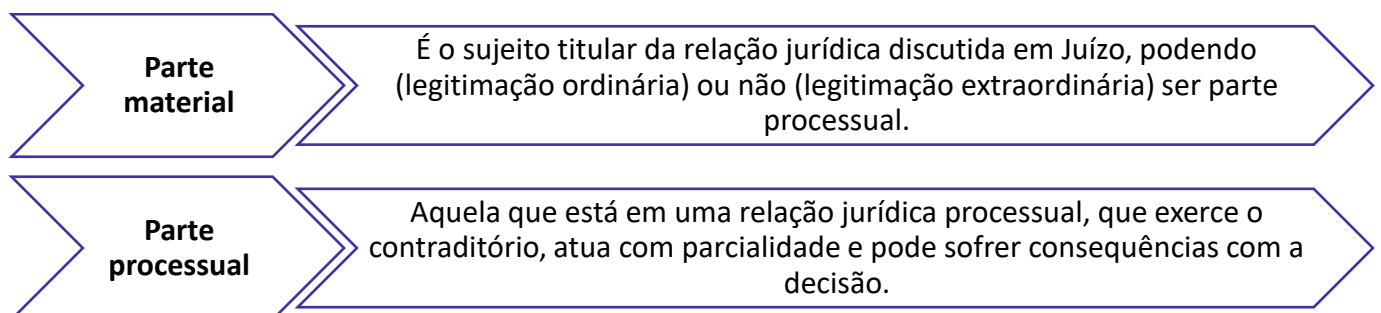 Parte
material
É o sujeito titular da relação jurídica discutida em Juízo, podendo
(legitimação ordinária) ou não (legitimação extraordinária) ser parte
processual.
Parte
processual
Aquela que está em uma relação jurídica processual, que exerce o
contraditório, atua com parcialidade e pode sofrer consequências com a
decisão.